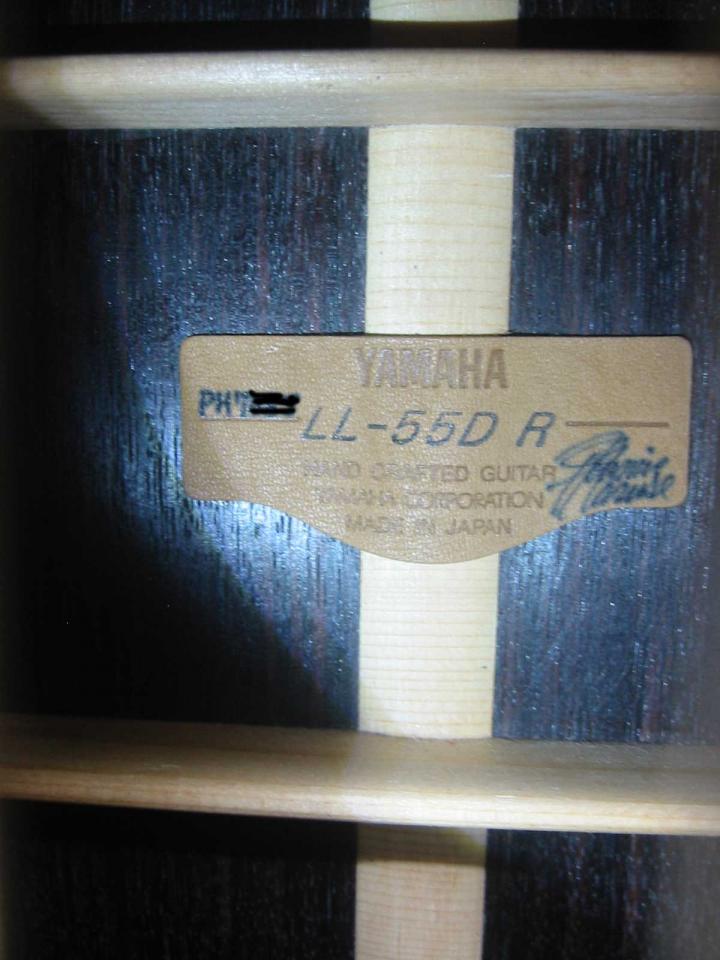 YAMAHA
PH7
LL-55D R
HAND CRAFTED GUITAR
YAMAHA CORPORATION
MADE IN JAPAN